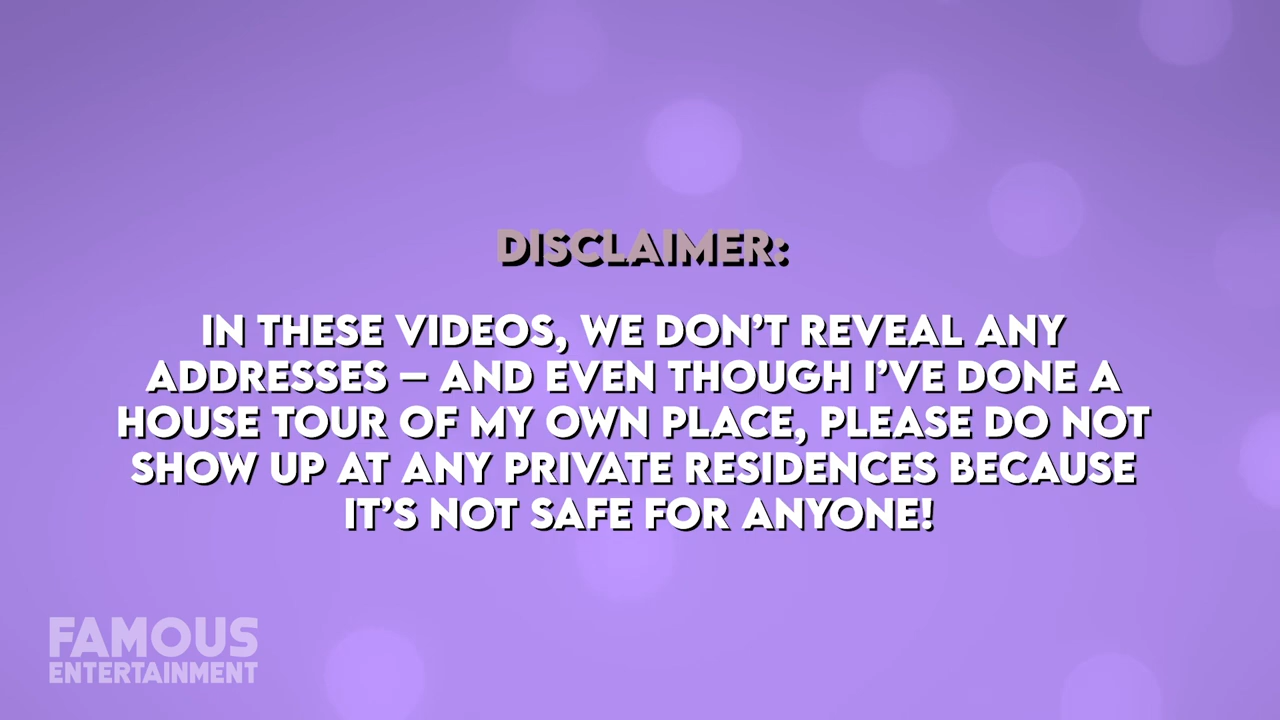 DISCLAIMER:
IN THESE VIDEOS, WE DON'T REVEAL ANY
ADDRESSES – AND EVEN THOUGH I'VE DONE A
HOUSE TOUR OF MY OWN PLACE, PLEASE DO NOT
SHOW UP AT ANY PRIVATE RESIDENCES BECAUSE
IT'S NOT SAFE FOR ANYONE!
FAMOUS
ENTERTAINMENT